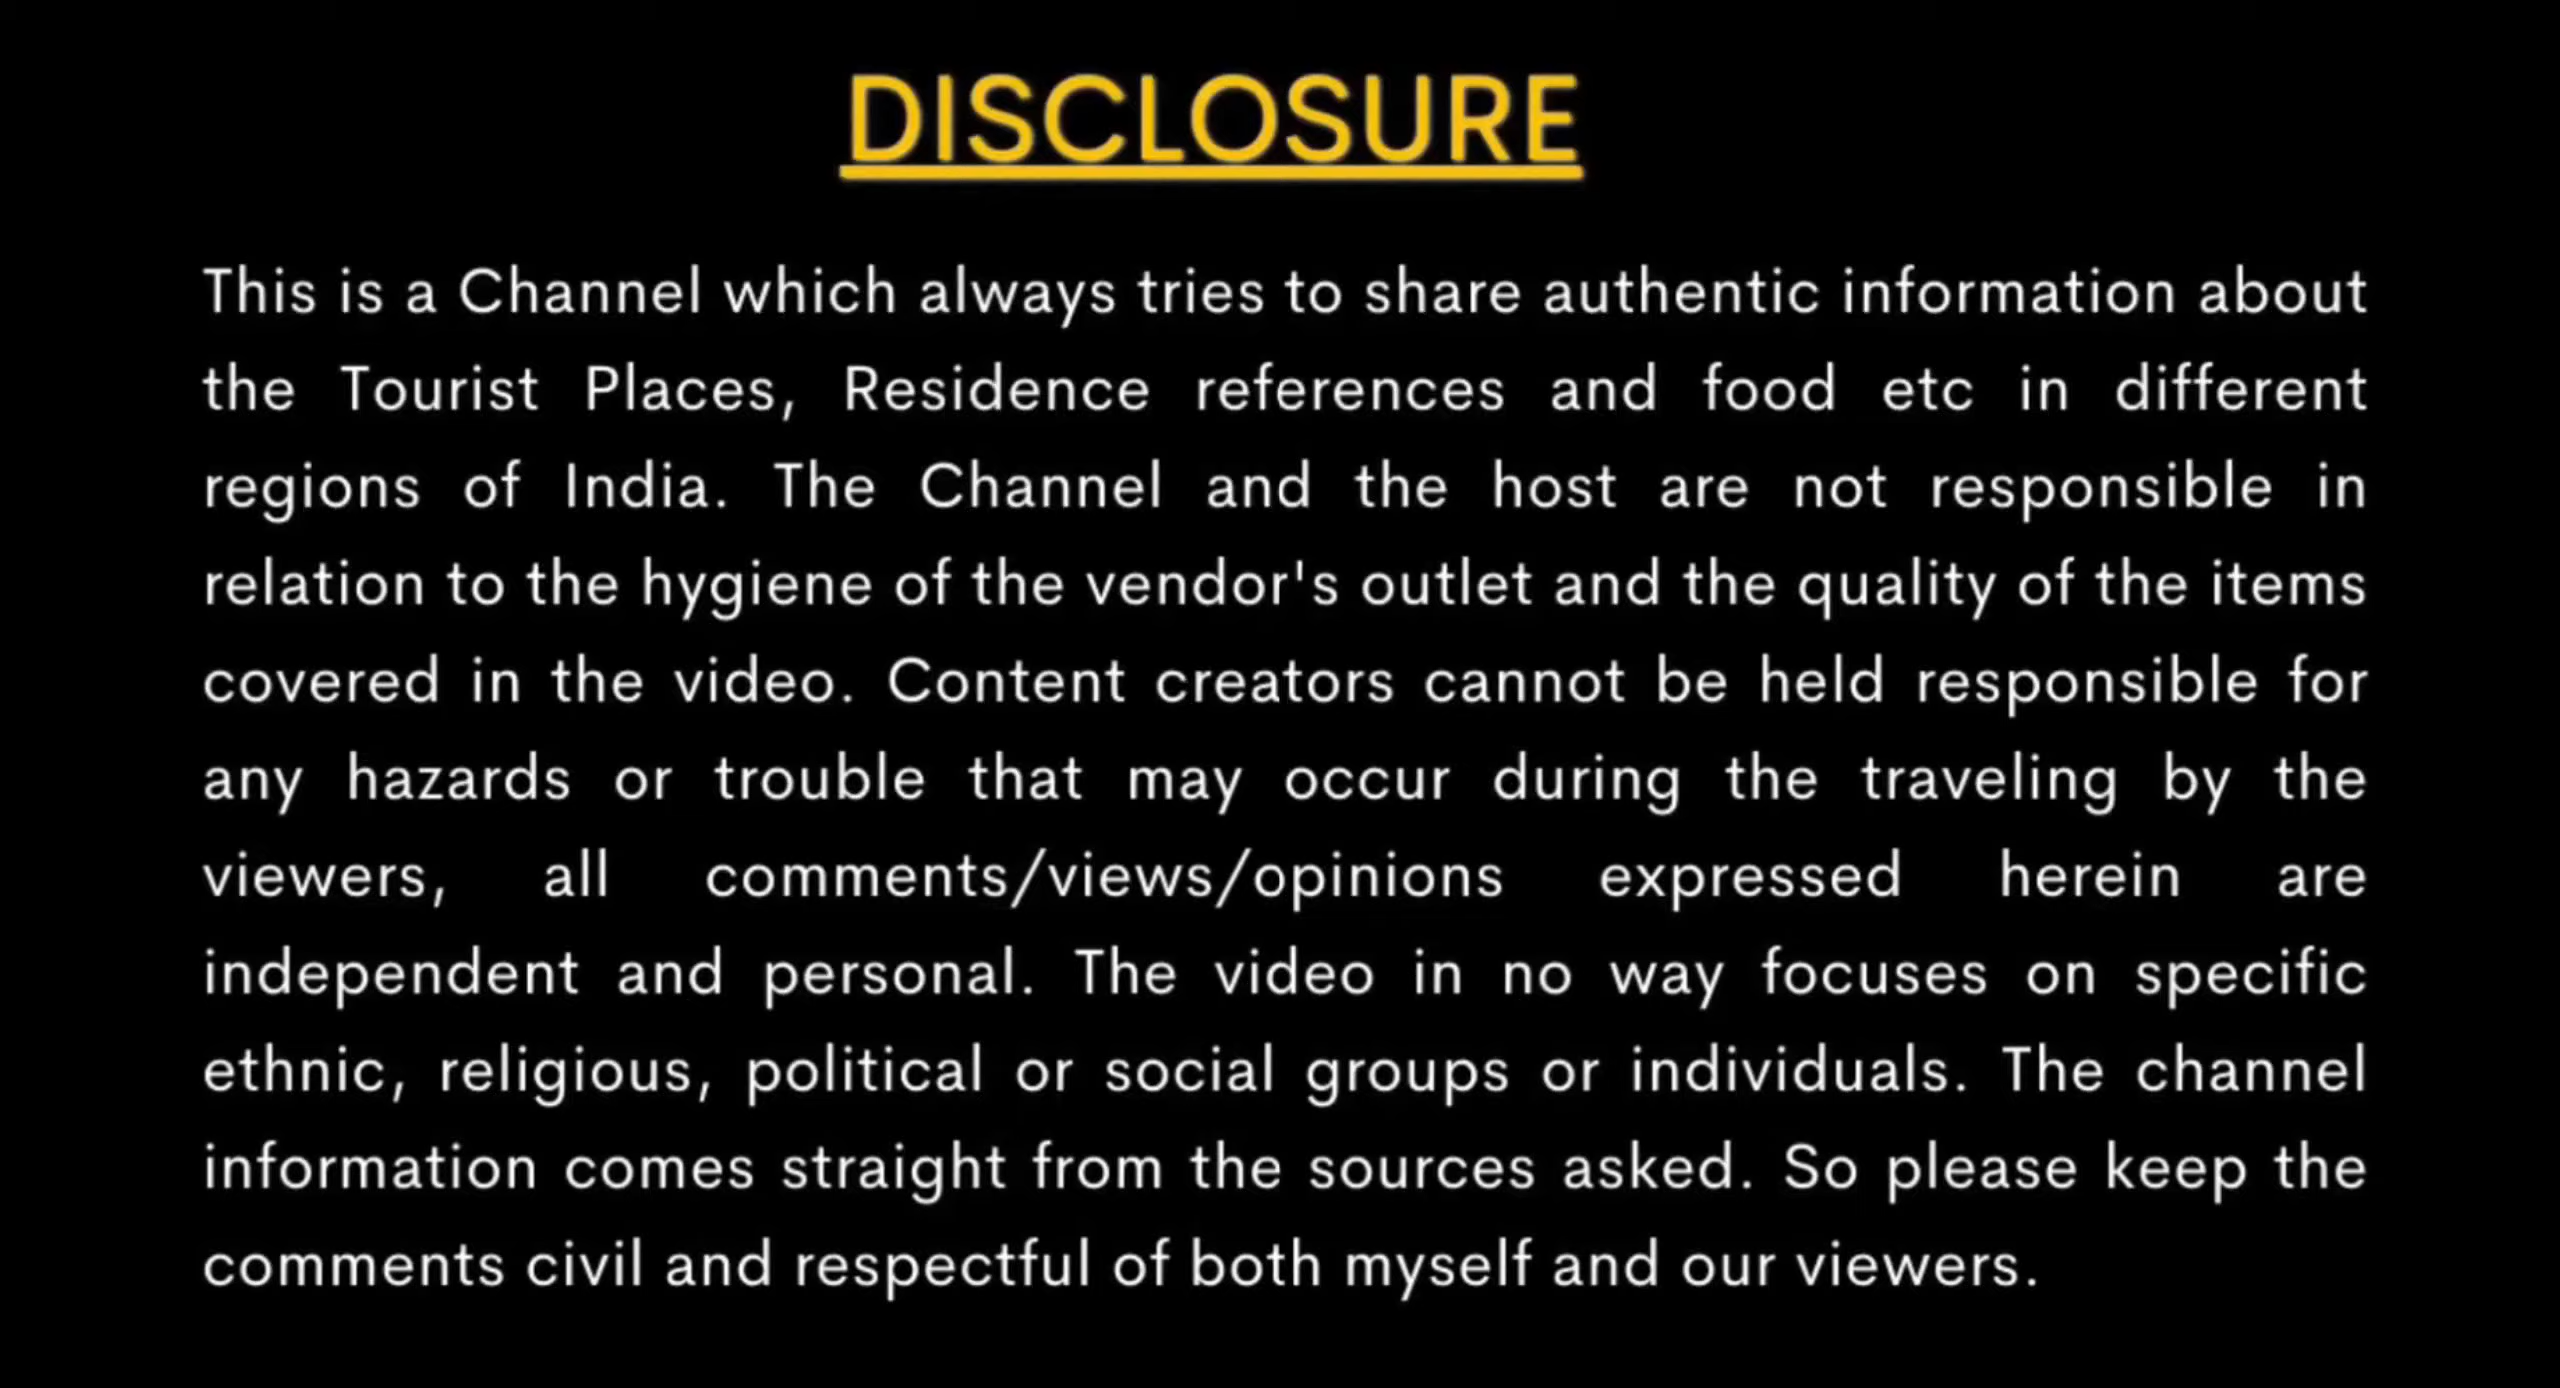 DISCLOSURE
This is a Channel which always tries to share authentic information about
the Tourist Places, Residence references and food etc in different
regions of India. The Channel and the host are not responsible in
relation to the hygiene of the vendor's outlet and the quality of the items
covered in the video. Content creators cannot be held responsible for
any hazards or trouble that may occur during the traveling by the
viewers, all comments/views/opinions expressed herein are
independent and personal. The video in no way focuses on specific
ethnic, religious, political or social groups or individuals. The channel
information comes straight from the sources asked. So please keep the
comments civil and respectful of both myself and our viewers.